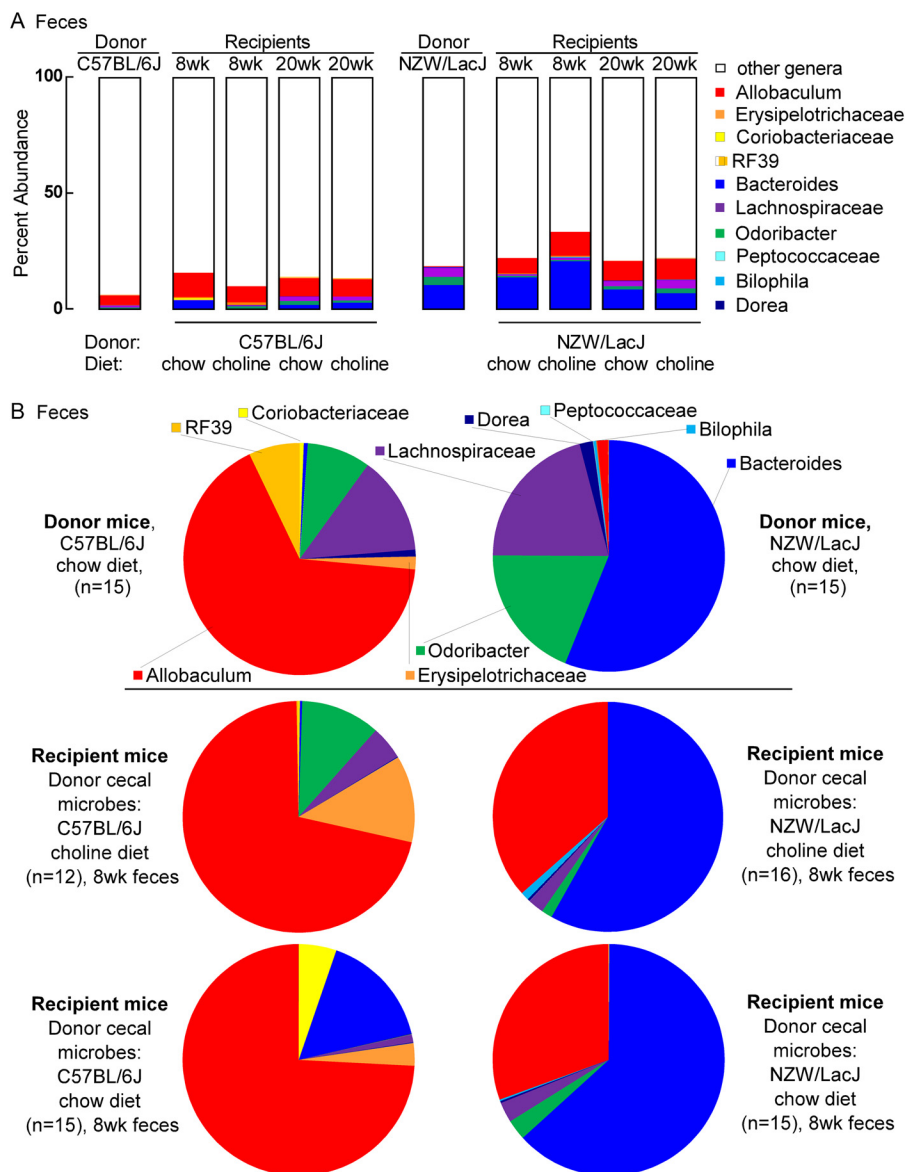 A Feces
Donor
C57BL/6J
Recipients
8wk 8wk 20wk 20wk
Donor
NZW/LacJ
Recipients
8wk 8wk 20wk 20wk
Percent Abundance
100
50
0
other genera
Allobaculum
Erysipelotrichaceae
Coriobacteriaceae
RF39
Bacteroides
Lachnospiraceae
Odoribacter
Peptococcaceae
Bilophila
Dorea
Donor: C57BL/6J NZW/LacJ
Diet: chow choline chow choline chow choline chow choline
B Feces
Coriobacteriaceae
RF39
Lachnospiraceae
Dorea
Peptococcaceae
Bilophila
Bacteroides
Donor mice,
C57BL/6J
chow diet,
(n=15)
Donor mice,
NZW/LacJ
chow diet,
(n=15)
Odoribacter
Allobaculum
Erysipelotrichaceae
Recipient mice
Donor cecal
microbes:
C57BL/6J
choline diet
(n=12), 8wk feces
Recipient mice
Donor cecal
microbes:
NZW/LacJ
choline diet
(n=16), 8wk feces
Recipient mice
Donor cecal
microbes:
C57BL/6J
chow diet
(n=15), 8wk feces
Recipient mice
Donor cecal
microbes:
NZW/LacJ
chow diet
(n=15), 8wk feces